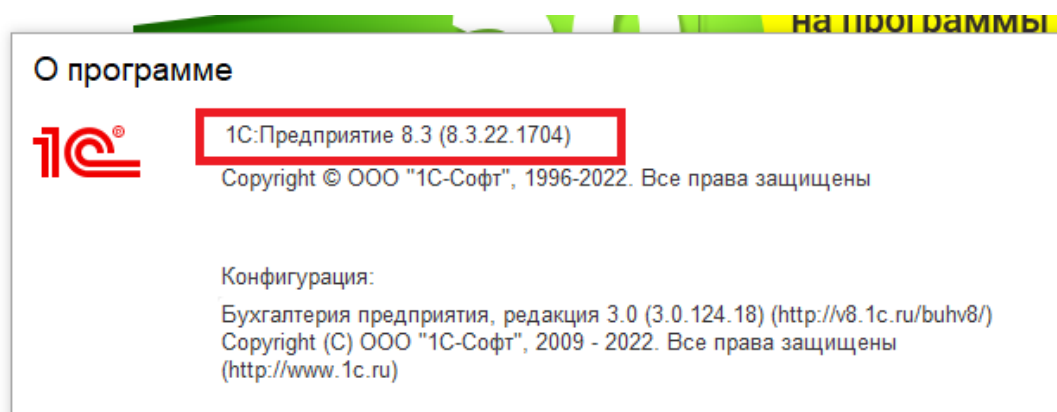 на программы
О программе
1С®
1С:Предприятие 8.3 (8.3.22.1704)
Copyright © ООО "1С-Софт", 1996-2022. Все права защищены
Конфигурация:
Бухгалтерия предприятия, редакция 3.0 (3.0.124.18) (http://v8.1c.ru/buhv8/)
Copyright (C) ООО "1С-Софт", 2009 - 2022. Все права защищены
(http://www.1c.ru)